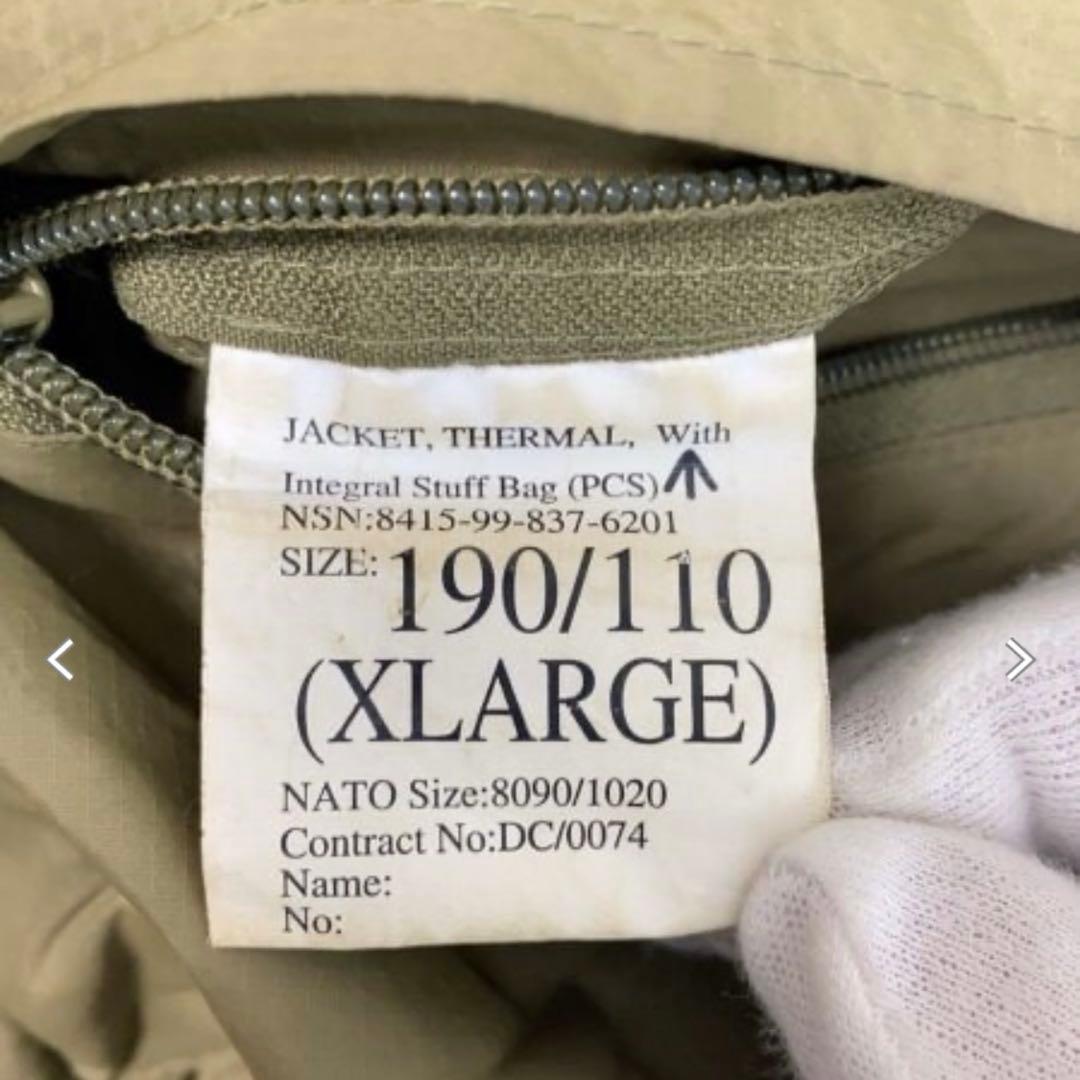 JACKET, THERMAL, With
Integral Stuff Bag (PCS)
NSN:8415-99-837-6201
SIZE: 190/110
(XLARGE)
NATO Size:8090/1020
Contract No:DC/0074
Name:
No: